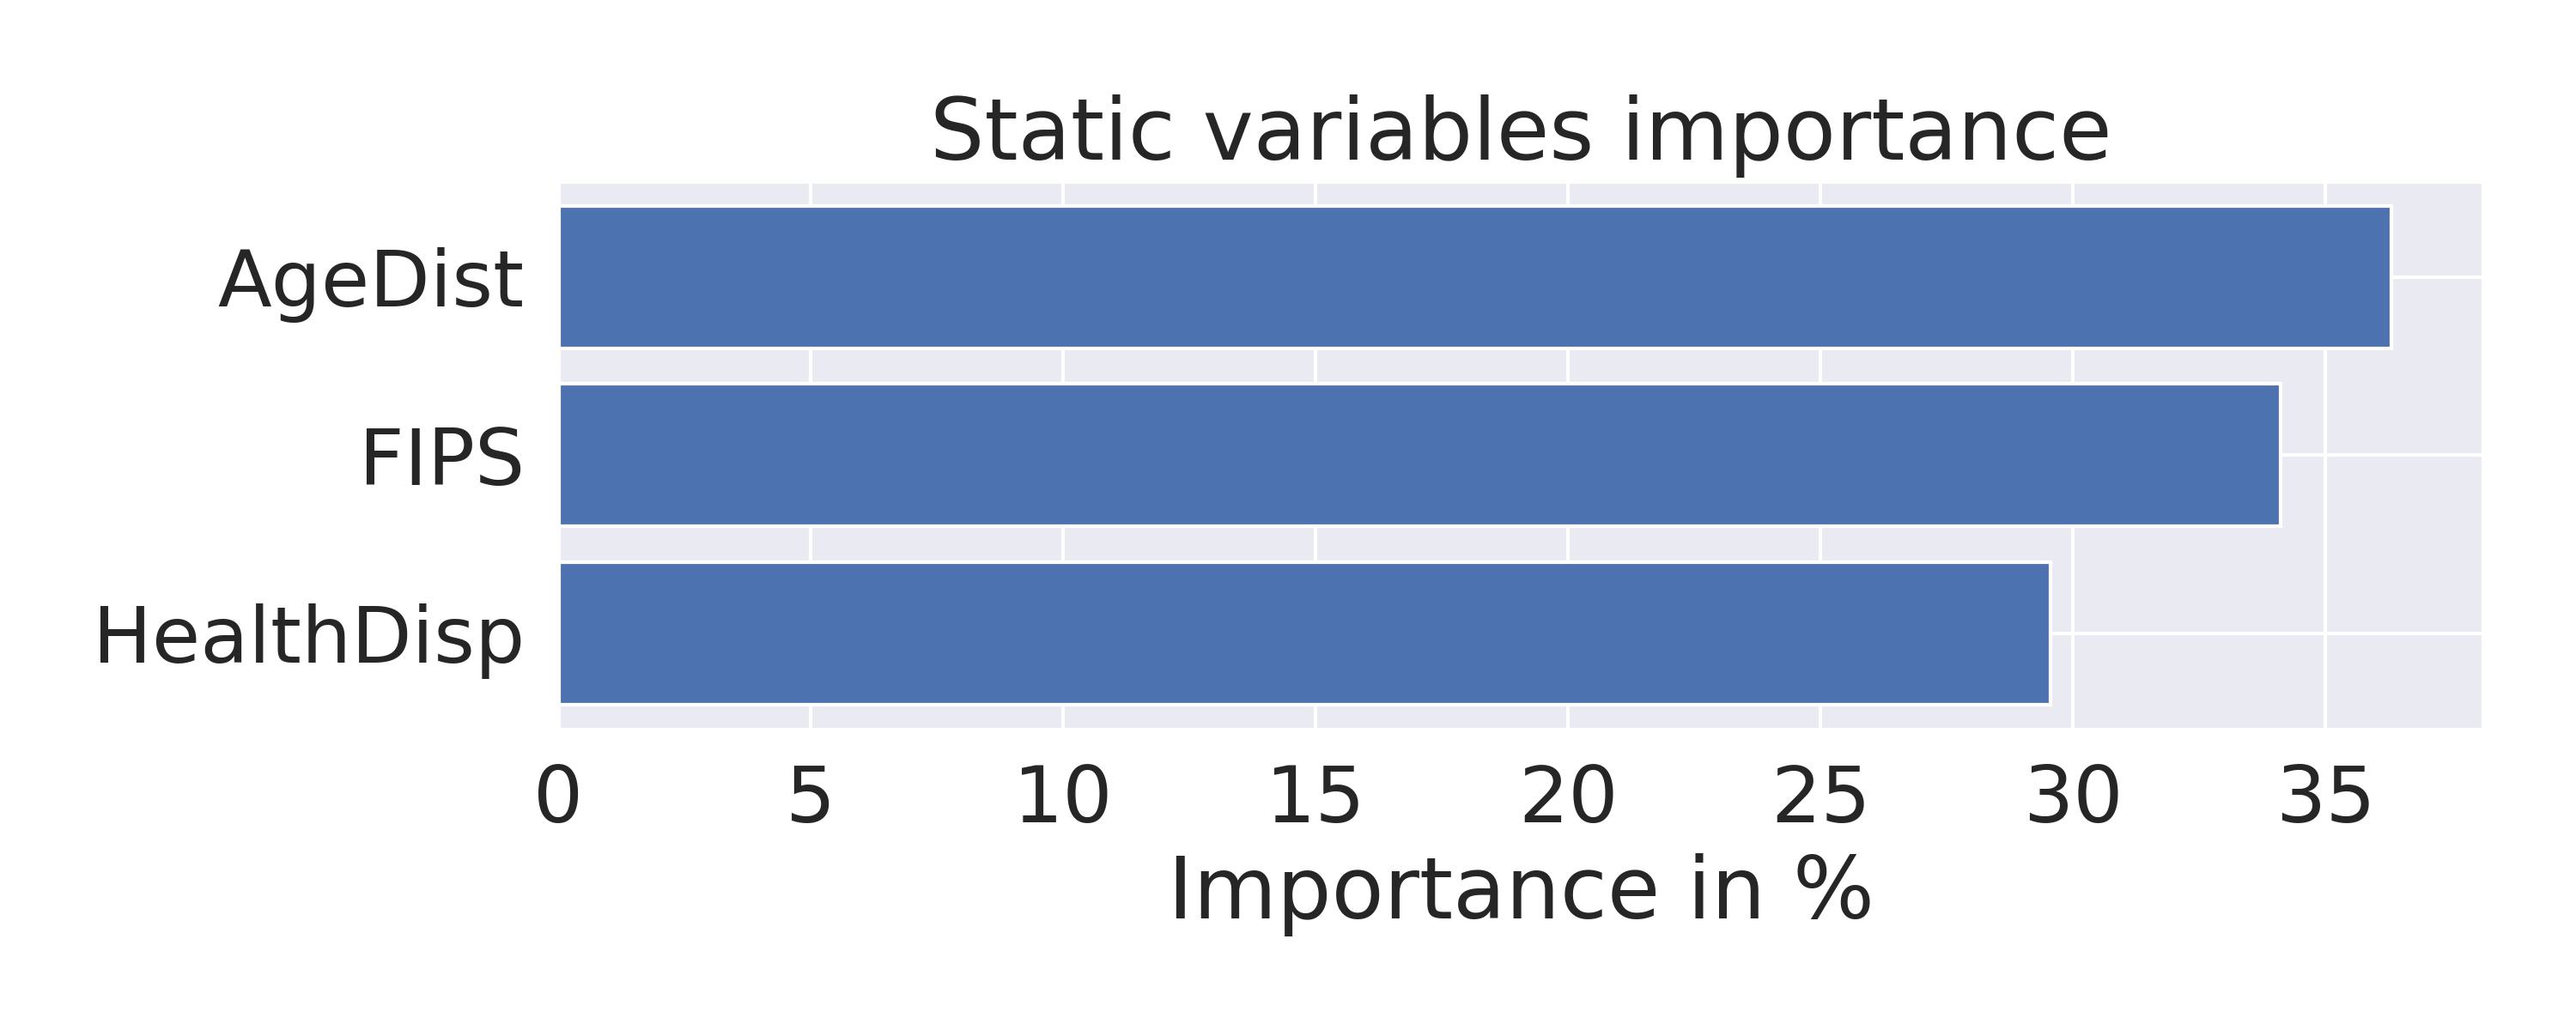 Static variables importance
AgeDist
FIPS
HealthDisp
0 5 10 15 20 25 30 35
Importance in %